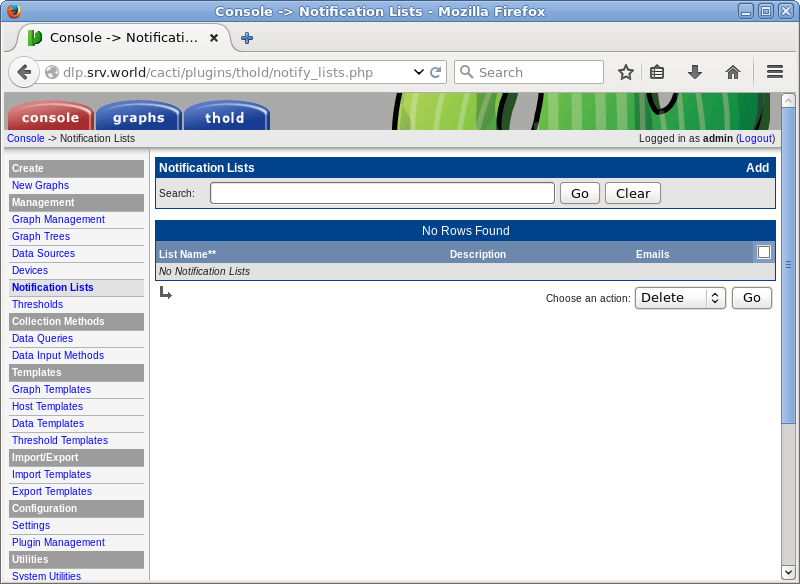 Console -> Notification Lists - Mozilla Firefox
Console -> Notificati...
dlp.srv.world/cacti/plugins/thold/notify_lists.php
Search
console
graphs
thold
Console -> Notification Lists
Logged in as admin (Logout)
Create
New Graphs
Management
Graph Management
Graph Trees
Data Sources
Devices
Notification Lists
Thresholds
Collection Methods
Data Queries
Data Input Methods
Templates
Graph Templates
Host Templates
Data Templates
Threshold Templates
Import/Export
Import Templates
Export Templates
Configuration
Settings
Plugin Management
Utilities
System Utilities
Notification Lists Add
Search: Go Clear
No Rows Found
List Name** Description Emails
No Notification Lists
Choose an action: Delete Go